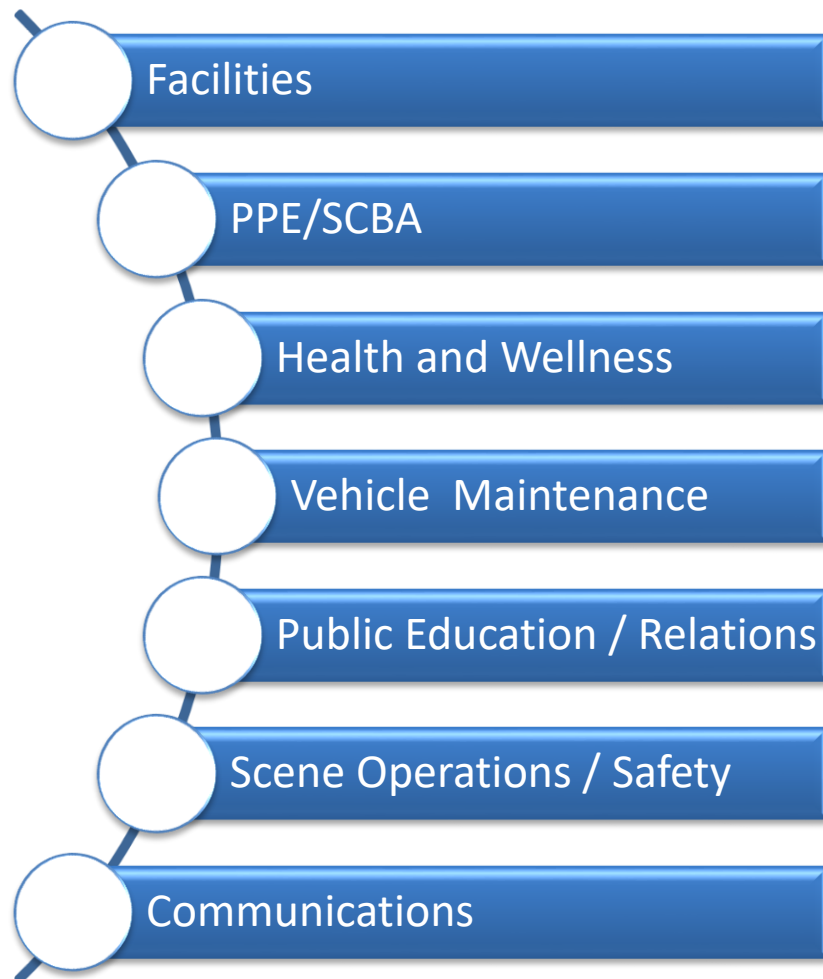 Facilities
PPE/SCBA
Health and Wellness
Vehicle  Maintenance
Public Education / Relations
Scene Operations / Safety
Communications